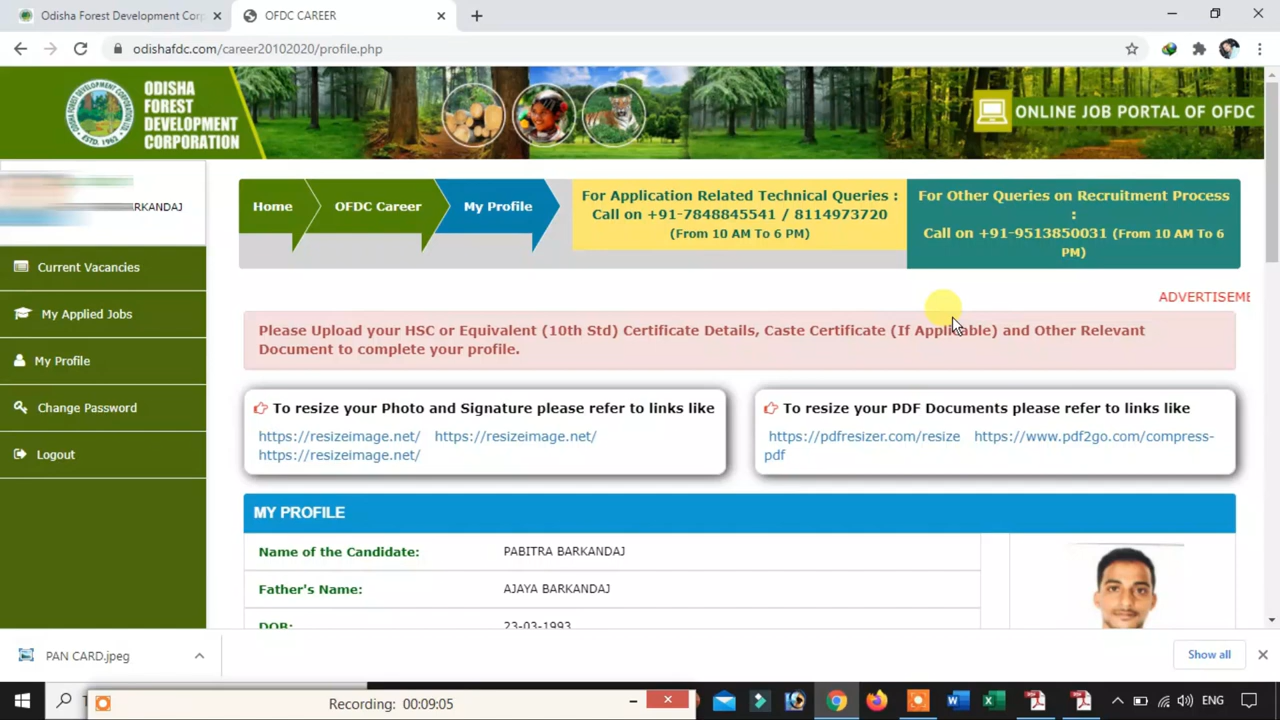 Odisha Forest Development Corp
OFDC CAREER
odishafdc.com/career20102020/profile.php
ODISHA
FOREST
DEVELOPMENT
CORPORATION
ONLINE JOB PORTAL OF OFDC
BARKANDAJ
Home
OFDC Career
My Profile
For Application Related Technical Queries :
Call on +91-7848845541 / 8114973720
(From 10 AM To 6 PM)
For Other Queries on Recruitment Process
:
Call on +91-9513850031 (From 10 AM To 6
PM)
Current Vacancies
My Applied Jobs
My Profile
Change Password
Logout
ADVERTISEME
Please Upload your HSC or Equivalent (10th Std) Certificate Details, Caste Certificate (If Applicable) and Other Relevant
Document to complete your profile.
To resize your Photo and Signature please refer to links like
https://resizeimage.net/ https://resizeimage.net/
https://resizeimage.net/
To resize your PDF Documents please refer to links like
https://pdfresizer.com/resize https://www.pdf2go.com/compress-
pdf
MY PROFILE
Name of the Candidate: PABITRA BARKANDAJ
Father's Name: AJAYA BARKANDAJ
DOB: 23-03-1993
PAN CARD.jpeg
Show all
Recording: 00:09:05
ENG